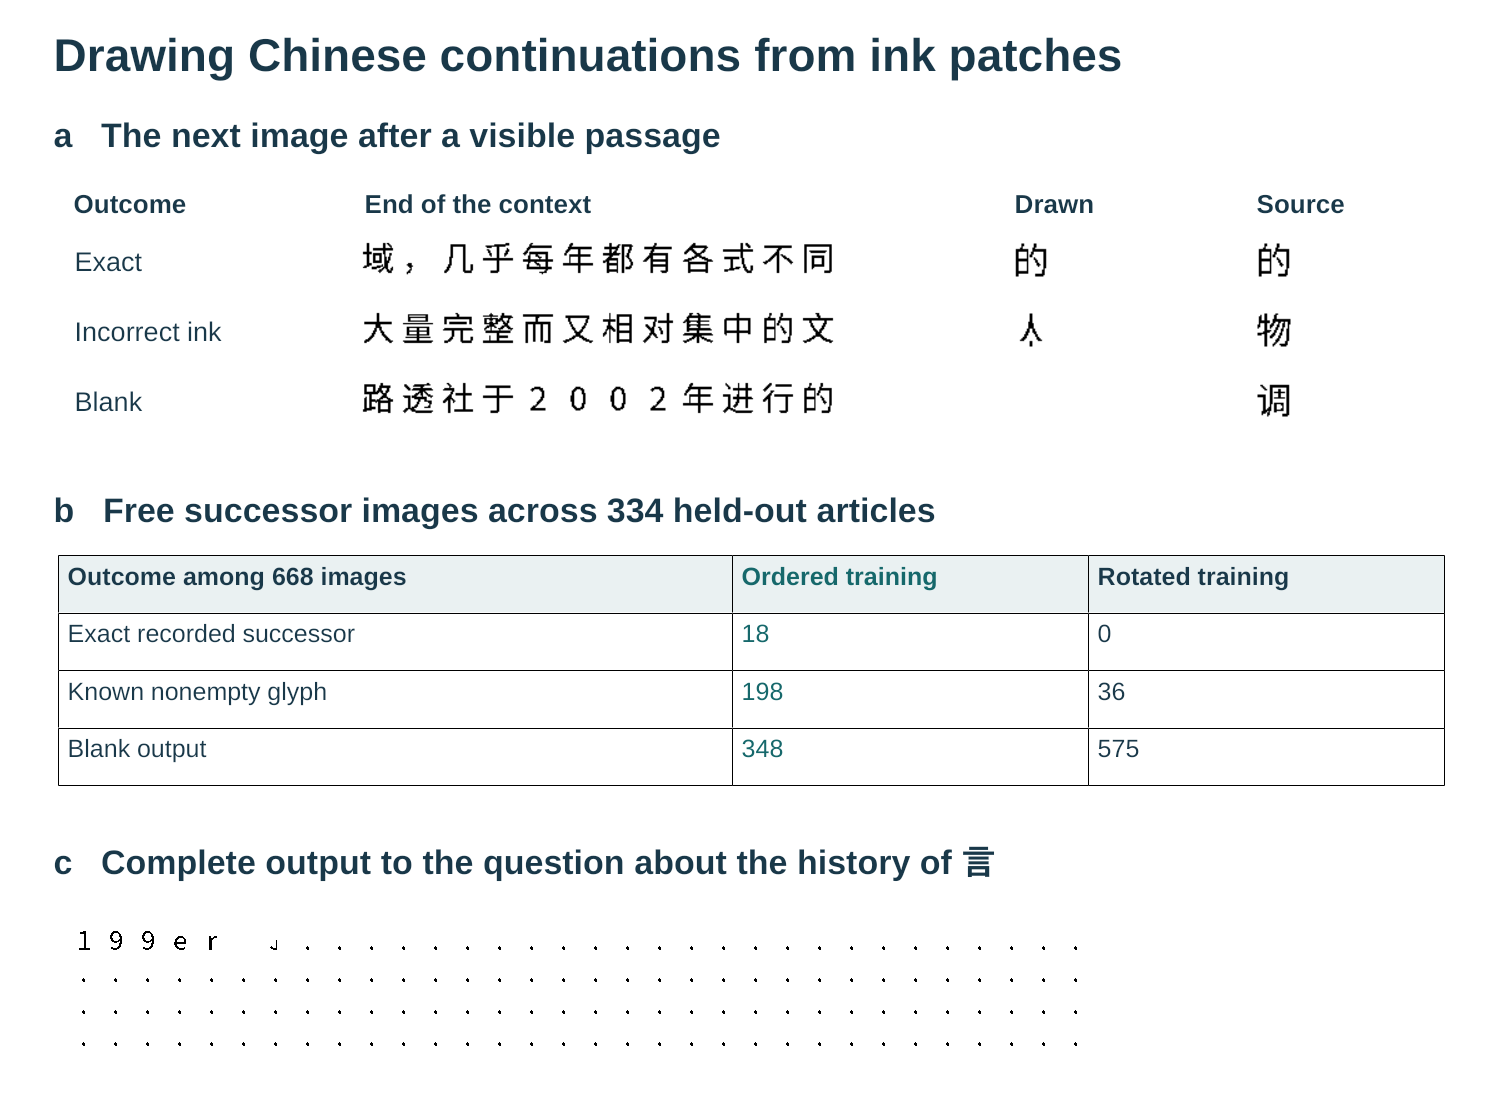 Drawing Chinese continuations from ink patches
a The next image after a visible passage
Outcome End of the context Drawn Source
Exact 域，几乎每年都有各式不同 的 的
Incorrect ink 大量完整而又相对集中的文 物
Blank 路透社于2002年进行的 调
b Free successor images across 334 held-out articles
Outcome among 668 images Ordered training Rotated training
Exact recorded successor 18 0
Known nonempty glyph 198 36
Blank output 348 575
c Complete output to the question about the history of 言
199er . . . . . . . . . . . . . . . . . . . . . . . . .
. . . . . . . . . . . . . . . . . . . . . . . . . . . . . . . .
. . . . . . . . . . . . . . . . . . . . . . . . . . . . . . . .
. . . . . . . . . . . . . . . . . . . . . . . . . . . . . . . .